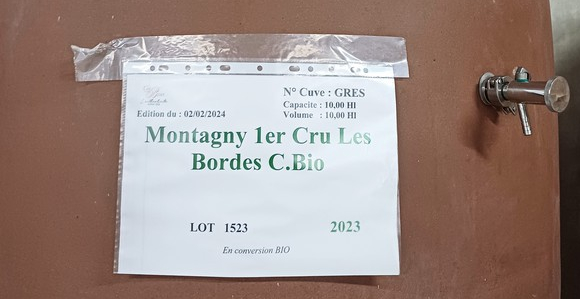 N° Cuve : GRES
Capacite : 10,00 Hl
Edition du : 02/02/2024 Volume : 10,00 Hl
Montagny 1er Cru Les
Bordes C.Bio
LOT 1523 2023
En conversion BIO